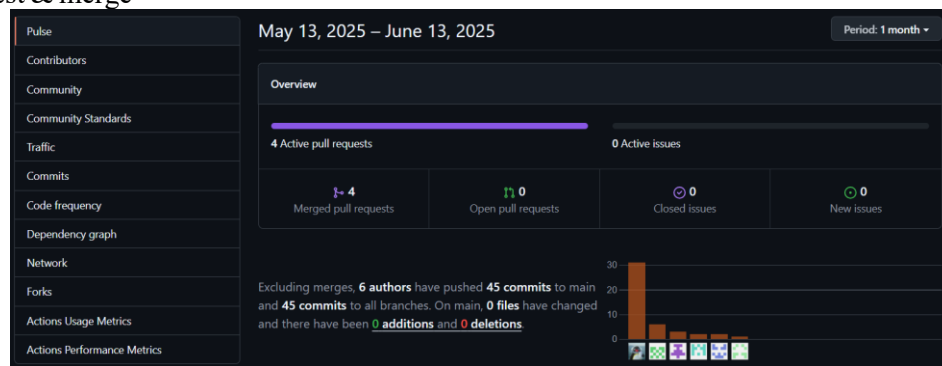 est & merge
Pulse
Contributors
Community
Community Standards
Traffic
Commits
Code frequency
Dependency graph
Network
Forks
Actions Usage Metrics
Actions Performance Metrics
May 13, 2025 – June 13, 2025
Period: 1 month
Overview
4 Active pull requests
0 Active issues
4
Merged pull requests
0
Open pull requests
0
Closed issues
0
New issues
Excluding merges, 6 authors have pushed 45 commits to main
and 45 commits to all branches. On main, 0 files have changed
and there have been 0 additions and 0 deletions.
30
20
10
0